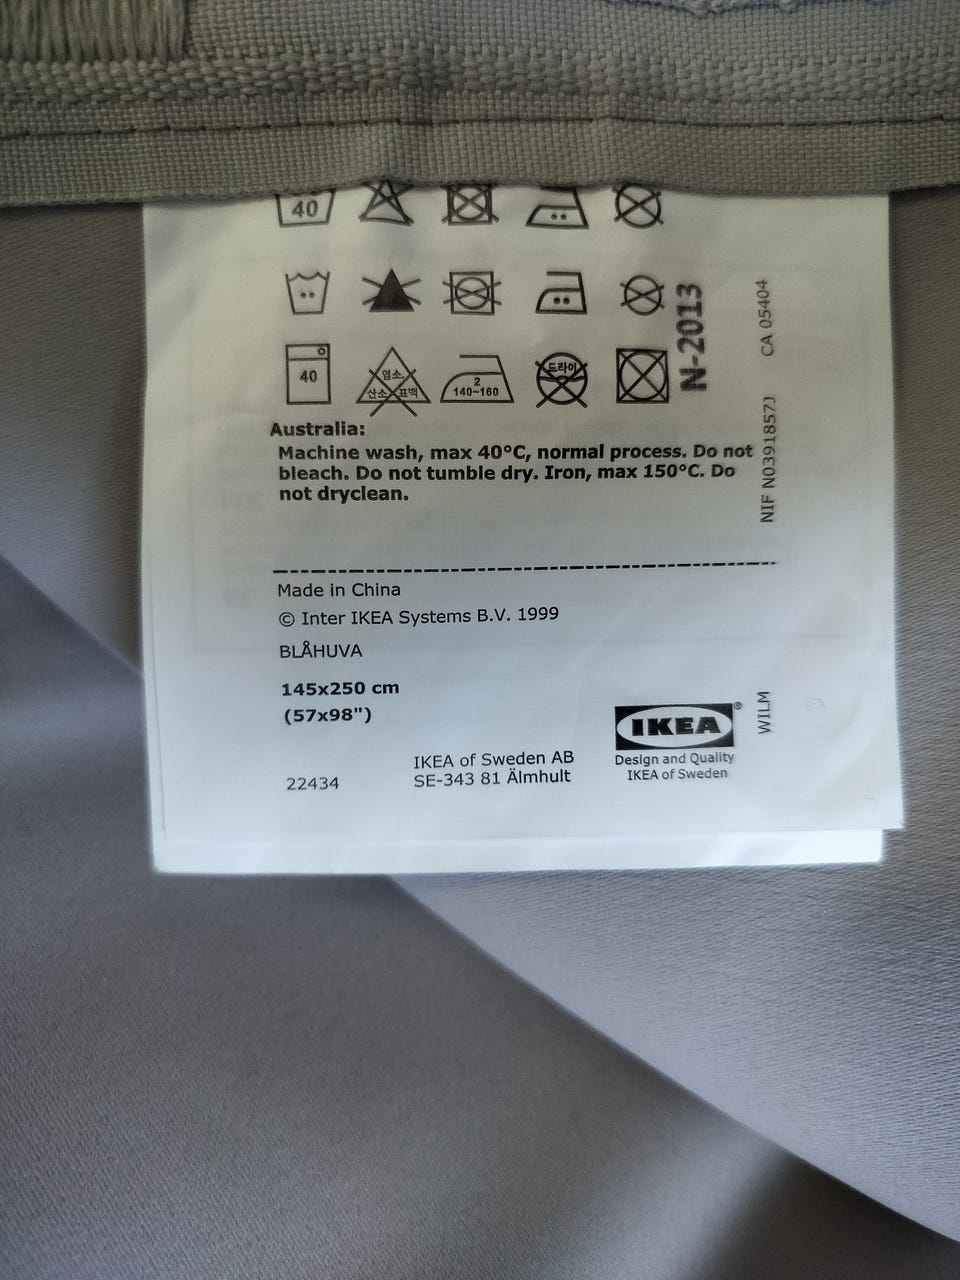 40
40
염소.
산소 표백
2
140~160
드라이
N-2013
CA 05404
NIF N0391857J
Australia:
Machine wash, max 40°C, normal process. Do not
bleach. Do not tumble dry. Iron, max 150°C. Do
not dryclean.
Made in China
© Inter IKEA Systems B.V. 1999
BLÅHUVA
145x250 cm
(57x98")
22434
IKEA of Sweden AB
SE-343 81 Älmhult
IKEA®
Design and Quality
IKEA of Sweden
WILM